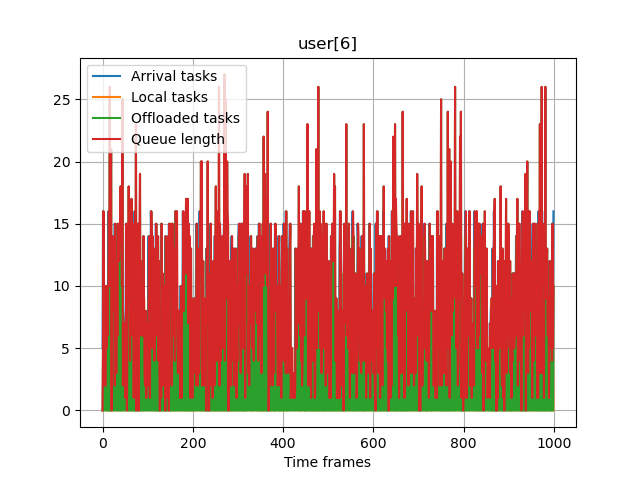 user[6]
Arrival tasks
Local tasks
Offloaded tasks
Queue length
25
20
15
10
5
0
0 200 400 600 800 1000
Time frames